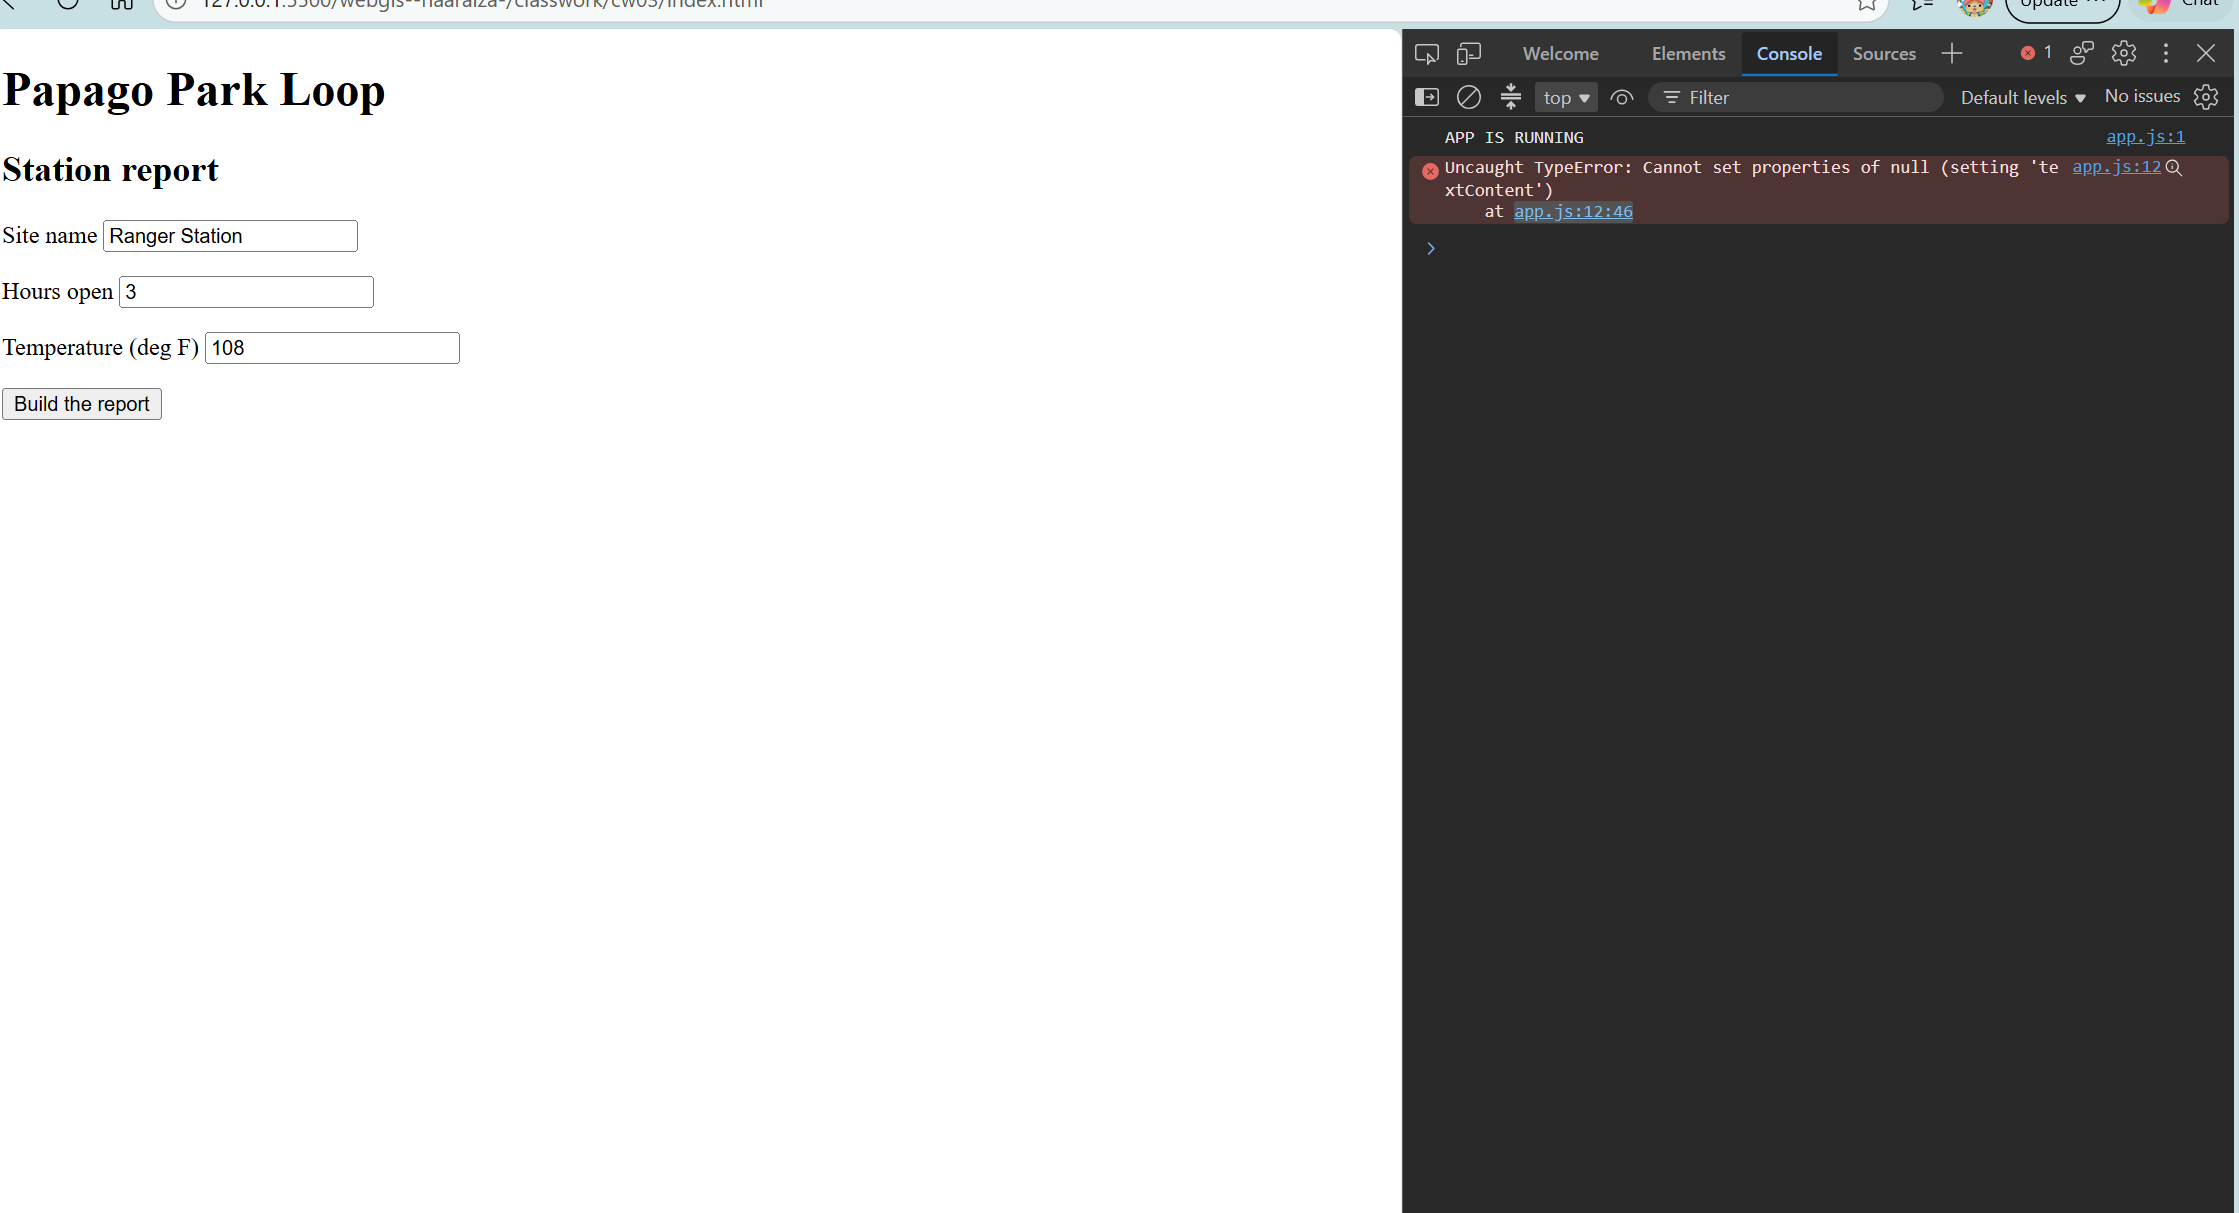 Papago Park Loop
Station report
Site name Ranger Station
Hours open 3
Temperature (deg F) 108
Build the report
Welcome Elements Console Sources 1
top Filter Default levels No issues
APP IS RUNNING app.js:1
Uncaught TypeError: Cannot set properties of null (setting 'te app.js:12
xtContent')
at app.js:12:46